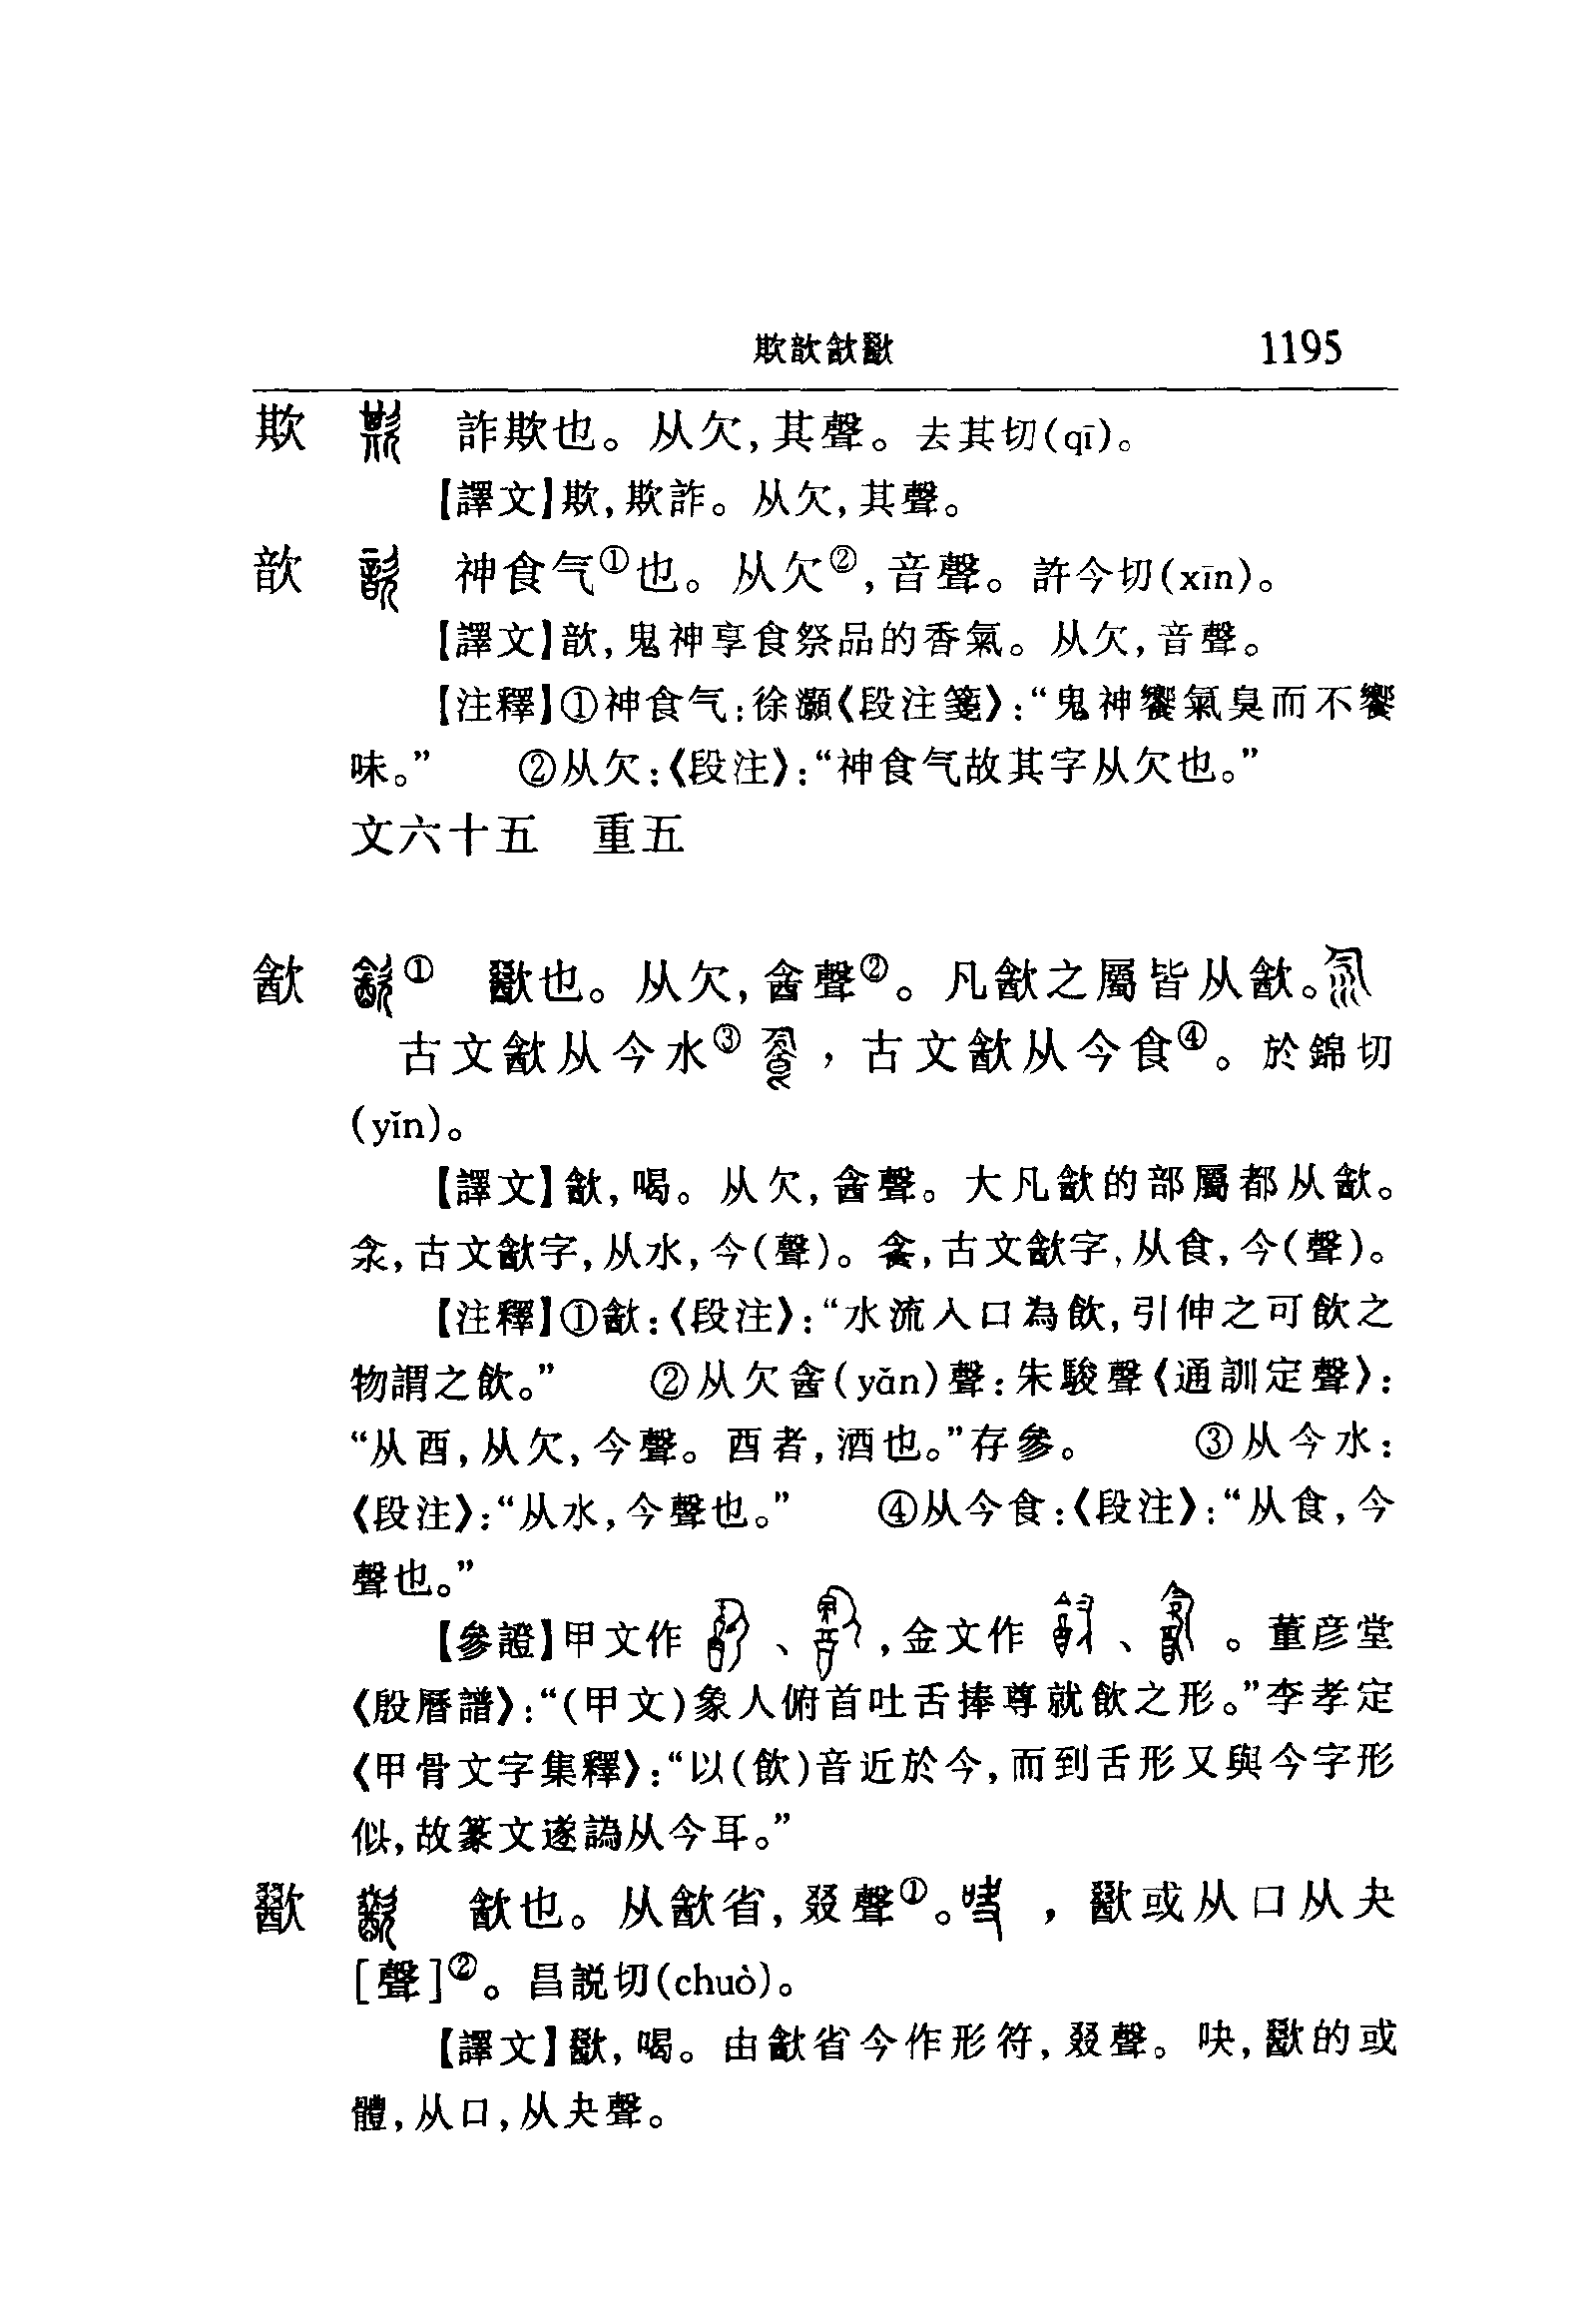 欺歆㱃歠 1195
欺 詐欺也。从欠,其聲。去其切(qī)。
【譯文】欺,欺詐。从欠,其聲。
歆 神食气①也。从欠②,音聲。許今切(xīn)。
【譯文】歆,鬼神享食祭品的香氣。从欠,音聲。
【注釋】①神食气:徐灝《段注箋》:“鬼神饗氣臭而不饗
味。” ②从欠:《段注》:“神食气故其字从欠也。”
文六十五 重五
㱃 ① 歠也。从欠,酓聲②。凡㱃之屬皆从㱃。
古文㱃从今水③ ,古文㱃从今食④。於錦切
(yǐn)。
【譯文】㱃,喝。从欠,酓聲。大凡㱃的部屬都从㱃。
汆,古文㱃字,从水,今(聲)。飠,古文㱃字,从食,今(聲)。
【注釋】①㱃:《段注》:“水流入口為飲,引伸之可飲之
物謂之飲。” ②从欠酓(yǎn)聲:朱駿聲《通訓定聲》:
“从酉,从欠,今聲。酉者,酒也。”存參。 ③从今水:
《段注》:“从水,今聲也。” ④从今食:《段注》:“从食,今
聲也。”
【參證】甲文作 、 ,金文作 、 。董彦堂
《殷曆譜》:“(甲文)象人俯首吐舌捧尊就飲之形。”李孝定
《甲骨文字集釋》:“以(飲)音近於今,而到舌形又與今字形
似,故篆文遂譌从今耳。”
歠 㱃也。从㱃省,叕聲①。 ,歠或从口从夬
[聲]②。昌説切(chuò)。
【譯文】歠,喝。由㱃省今作形符,叕聲。吷,歠的或
體,从口,从夬聲。